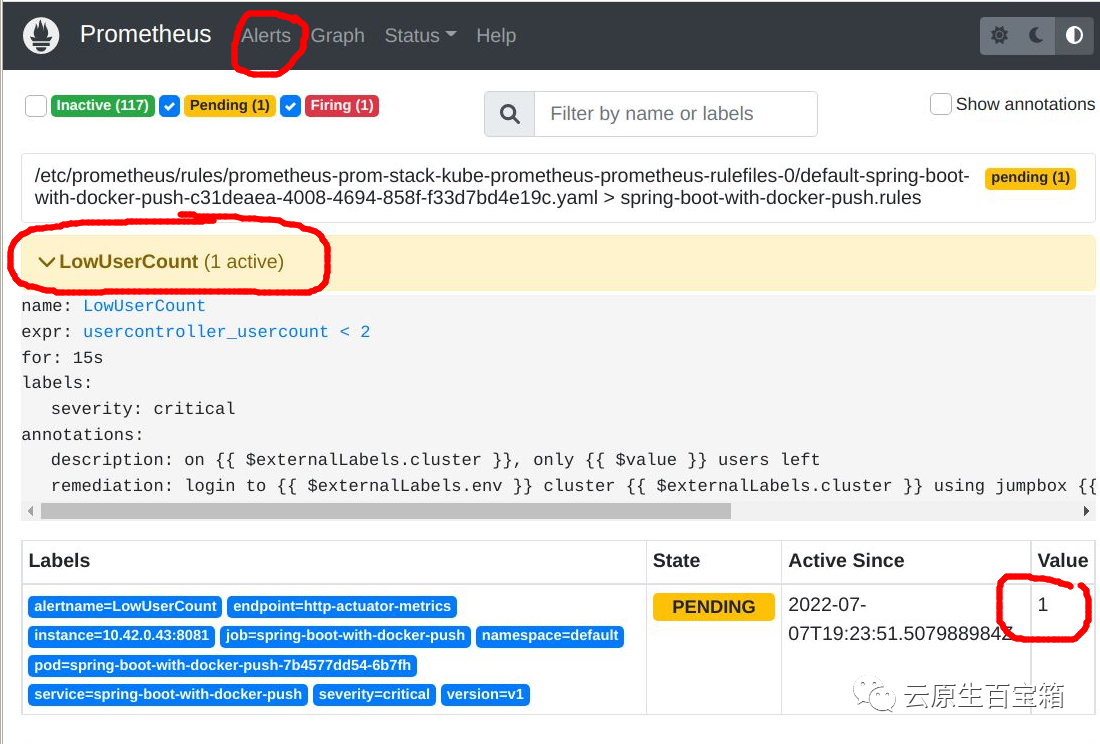 Prometheus Alerts Graph Status Help
Inactive (117) Pending (1) Firing (1) Filter by name or labels Show annotations
/etc/prometheus/rules/prometheus-prom-stack-kube-prometheus-prometheus-rulefiles-0/default-spring-boot-
with-docker-push-c31deaea-4008-4694-858f-f33d7bd4e19c.yaml > spring-boot-with-docker-push.rules
pending (1)
LowUserCount (1 active)
name: LowUserCount
expr: usercontroller_usercount < 2
for: 15s
labels:
severity: critical
annotations:
description: on {{ $externalLabels.cluster }}, only {{ $value }} users left
remediation: login to {{ $externalLabels.env }} cluster {{ $externalLabels.cluster }} using jumpbox {{
Labels State Active Since Value
alertname=LowUserCount endpoint=http-actuator-metrics
instance=10.42.0.43:8081 job=spring-boot-with-docker-push namespace=default
pod=spring-boot-with-docker-push-7b4577dd54-6b7fh
service=spring-boot-with-docker-push severity=critical version=v1
PENDING
2022-07-
07T19:23:51.507988984Z
1
云原生百宝箱